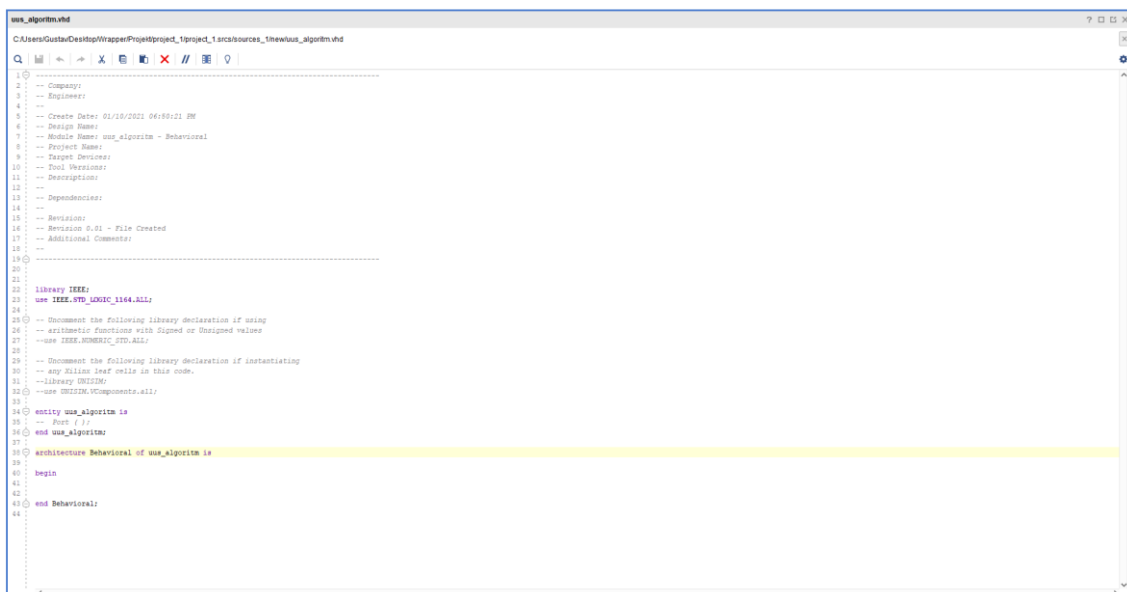 uus_algoritm.vhd
C:/Users/Gustav/Desktop/Wrapper/Projekt/project_1/project_1.srcs/sources_1/new/uus_algoritm.vhd
1 ----------------------------------------------------------------------------------
2 -- Company:
3 -- Engineer:
4 --
5 -- Create Date: 01/10/2021 06:50:21 PM
6 -- Design Name:
7 -- Module Name: uus_algoritm - Behavioral
8 -- Project Name:
9 -- Target Devices:
10 -- Tool Versions:
11 -- Description:
12 --
13 -- Dependencies:
14 --
15 -- Revision:
16 -- Revision 0.01 - File Created
17 -- Additional Comments:
18 --
19 ----------------------------------------------------------------------------------
20
21
22 library IEEE;
23 use IEEE.STD_LOGIC_1164.ALL;
24
25 -- Uncomment the following library declaration if using
26 -- arithmetic functions with Signed or Unsigned values
27 --use IEEE.NUMERIC_STD.ALL;
28
29 -- Uncomment the following library declaration if instantiating
30 -- any Xilinx leaf cells in this code.
31 --library UNISIM;
32 --use UNISIM.VComponents.all;
33
34 entity uus_algoritm is
35 -- Port ( );
36 end uus_algoritm;
37
38 architecture Behavioral of uus_algoritm is
39
40 begin
41
42
43 end Behavioral;
44